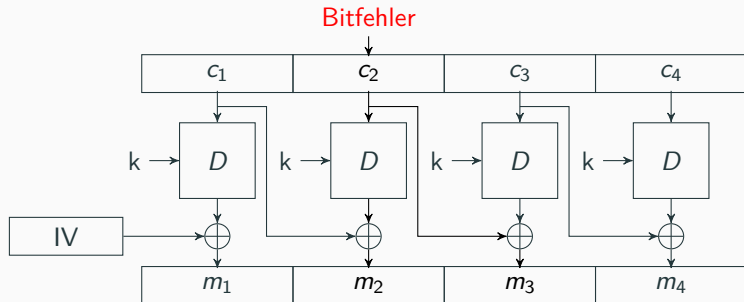 Bitfehler
c1 c2 c3 c4
k D k D k D k D
IV
m1 m2 m3 m4